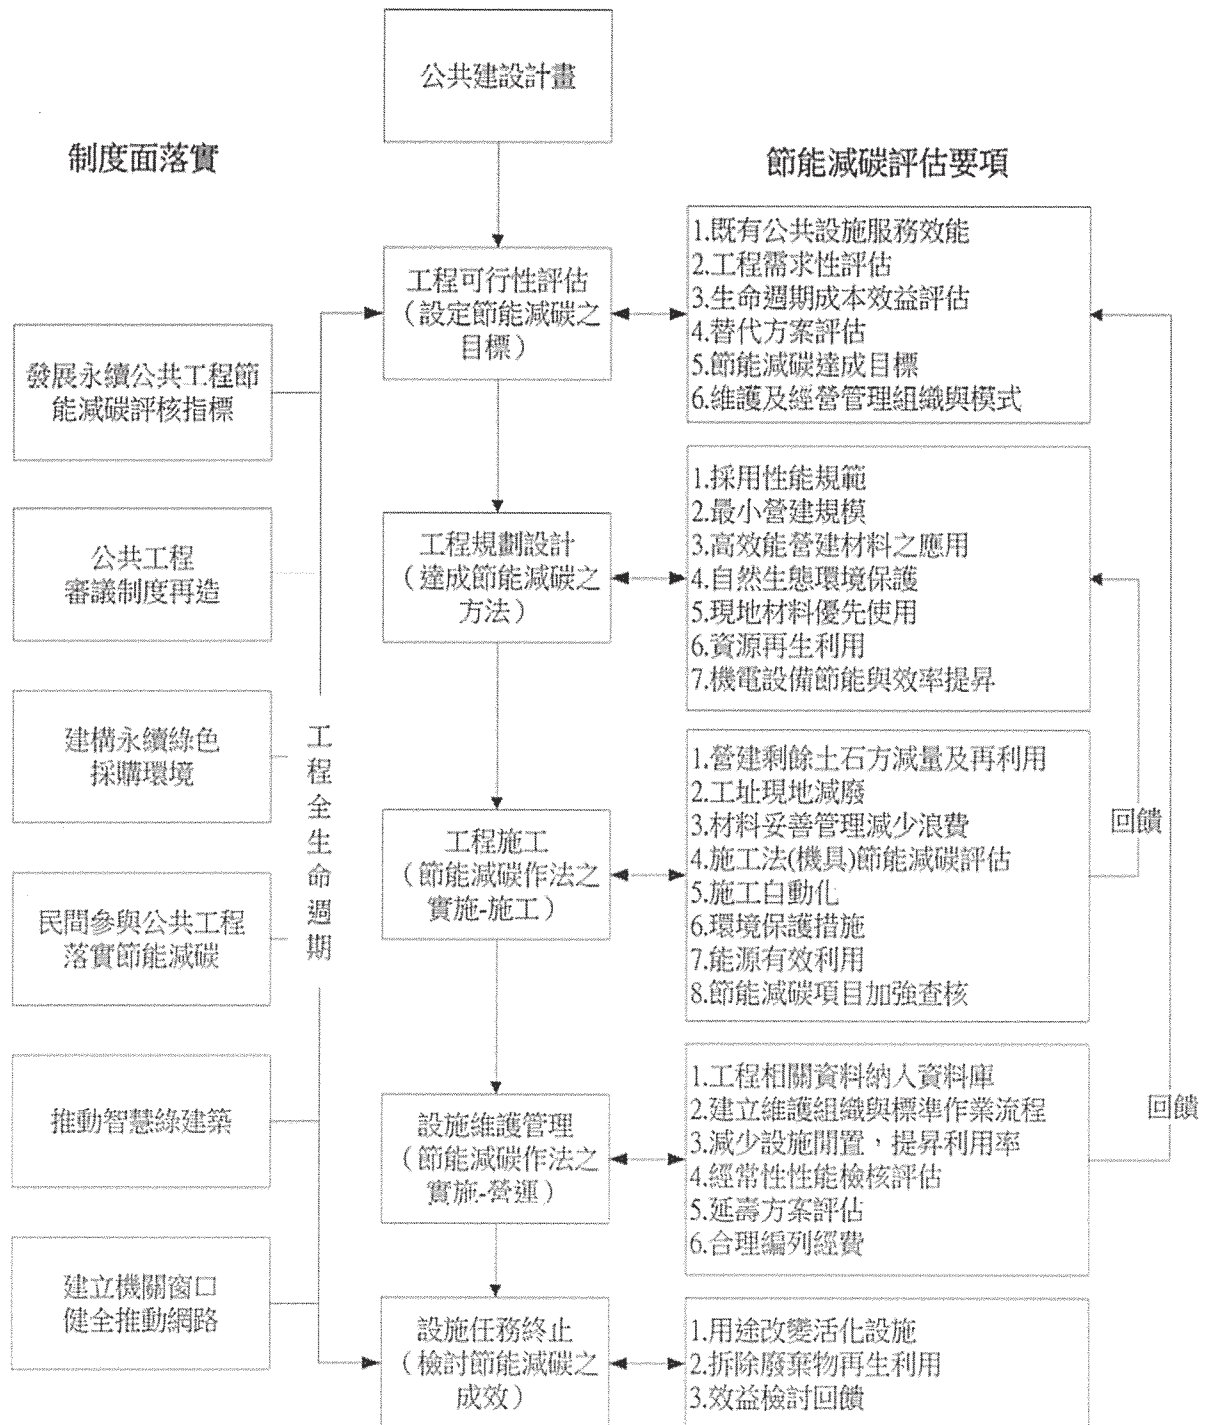 公共建設計畫
制度面落實
節能減碳評估要項
工程可行性評估
（設定節能減碳之
目標）
1.既有公共設施服務效能
2.工程需求性評估
3.生命週期成本效益評估
4.替代方案評估
5.節能減碳達成目標
6.維護及經營管理組織與模式
發展永續公共工程節
能減碳評核指標
公共工程
審議制度再造
建構永續綠色
採購環境
民間參與公共工程
落實節能減碳
推動智慧綠建築
建立機關窗口
健全推動網路
工程全生命週期
工程規劃設計
（達成節能減碳之
方法）
1.採用性能規範
2.最小營建規模
3.高效能營建材料之應用
4.自然生態環境保護
5.現地材料優先使用
6.資源再生利用
7.機電設備節能與效率提昇
工程施工
（節能減碳作法之
實施-施工）
1.營建剩餘土石方減量及再利用
2.工址現地減廢
3.材料妥善管理減少浪費
4.施工法(機具)節能減碳評估
5.施工自動化
6.環境保護措施
7.能源有效利用
8.節能減碳項目加強查核
回饋
設施維護管理
（節能減碳作法之
實施-營運）
1.工程相關資料納入資料庫
2.建立維護組織與標準作業流程
3.減少設施閒置，提昇利用率
4.經常性性能檢核評估
5.延壽方案評估
6.合理編列經費
回饋
設施任務終止
（檢討節能減碳之
成效）
1.用途改變活化設施
2.拆除廢棄物再生利用
3.效益檢討回饋